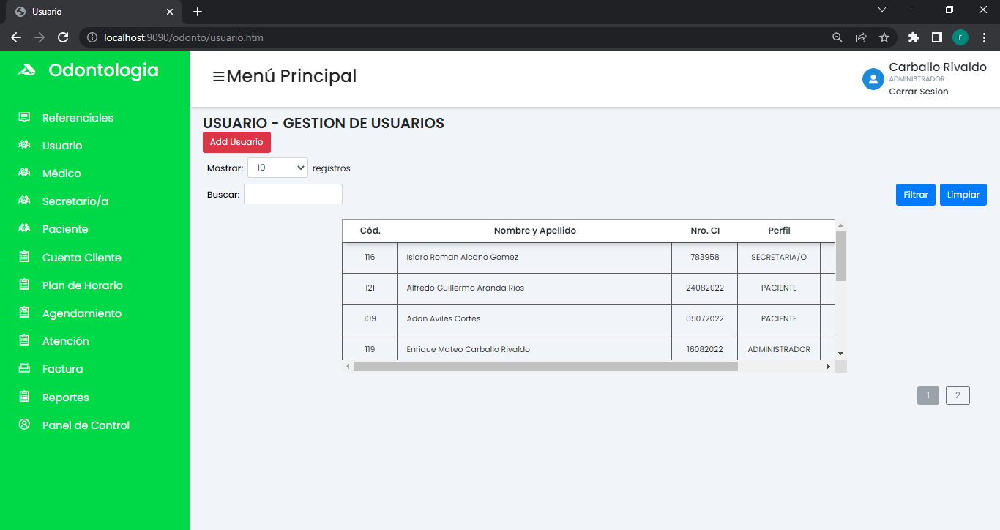 Usuario
localhost:9090/odonto/usuario.htm
r
Odontologia
Menú Principal
Carballo Rivaldo
ADMINISTRADOR
Cerrar Sesion
Referenciales
Usuario
Médico
Secretario/a
Paciente
Cuenta Cliente
Plan de Horario
Agendamiento
Atención
Factura
Reportes
Panel de Control
USUARIO - GESTION DE USUARIOS
Add Usuario
Mostrar: 10 registros
Buscar:
Filtrar Limpiar
Cód. Nombre y Apellido Nro. CI Perfil
116 Isidro Roman Alcano Gomez 783958 SECRETARIA/O
121 Alfredo Guillermo Aranda Rios 24082022 PACIENTE
109 Adan Aviles Cortes 05072022 PACIENTE
119 Enrique Mateo Carballo Rivaldo 16082022 ADMINISTRADOR
1 2